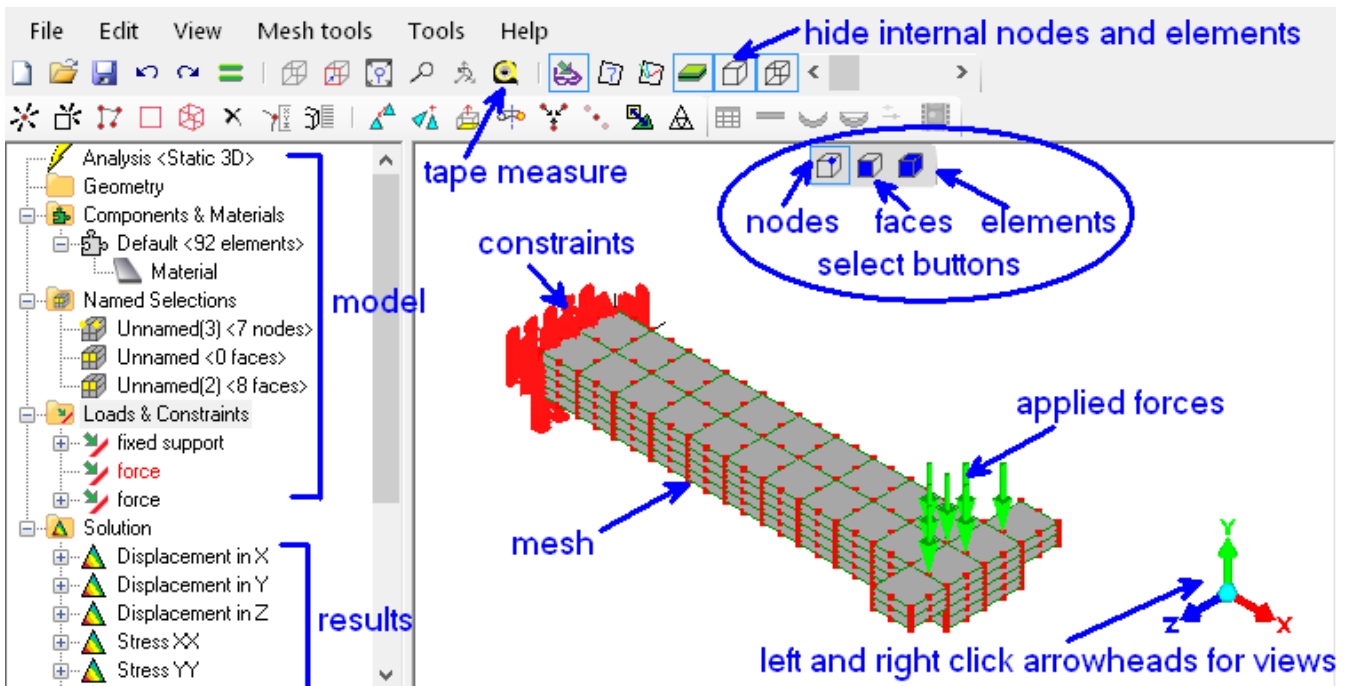 File Edit View Mesh tools Tools Help
hide internal nodes and elements
tape measure
nodes faces elements
select buttons
Analysis <Static 3D>
Geometry
Components & Materials
Default <92 elements>
Material
Named Selections
Unnamed(3) <7 nodes>
Unnamed <0 faces>
Unnamed(2) <8 faces>
Loads & Constraints
fixed support
force
force
model
Solution
Displacement in X
Displacement in Y
Displacement in Z
Stress XX
Stress YY
results
constraints
applied forces
mesh
Y
Z
X
left and right click arrowheads for views